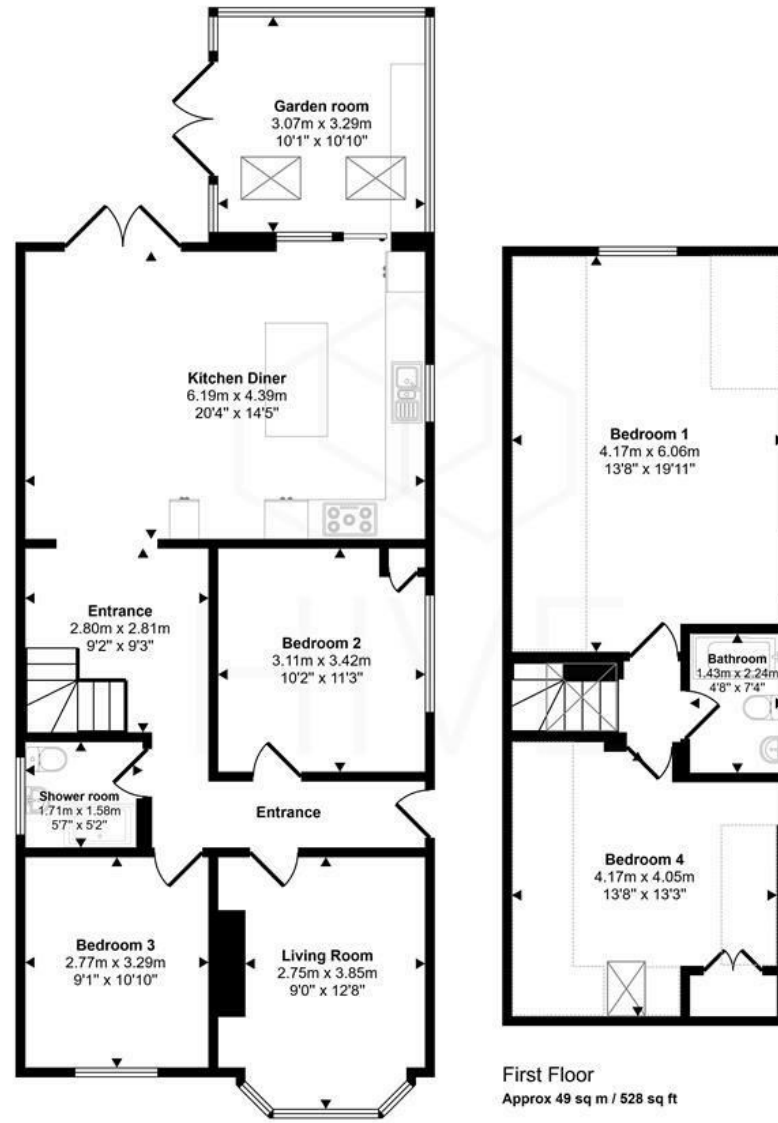 Garden room
3.07m x 3.29m
10'1" x 10'10"
Kitchen Diner
6.19m x 4.39m
20'4" x 14'5"
Entrance
2.80m x 2.81m
9'2" x 9'3"
Bedroom 2
3.11m x 3.42m
10'2" x 11'3"
Shower room
1.71m x 1.58m
5'7" x 5'2"
Entrance
Bedroom 3
2.77m x 3.29m
9'1" x 10'10"
Living Room
2.75m x 3.85m
9'0" x 12'8"
Bedroom 1
4.17m x 6.06m
13'8" x 19'11"
Bathroom
1.43m x 2.24m
4'8" x 7'4"
Bedroom 4
4.17m x 4.05m
13'8" x 13'3"
First Floor
Approx 49 sq m / 528 sq ft